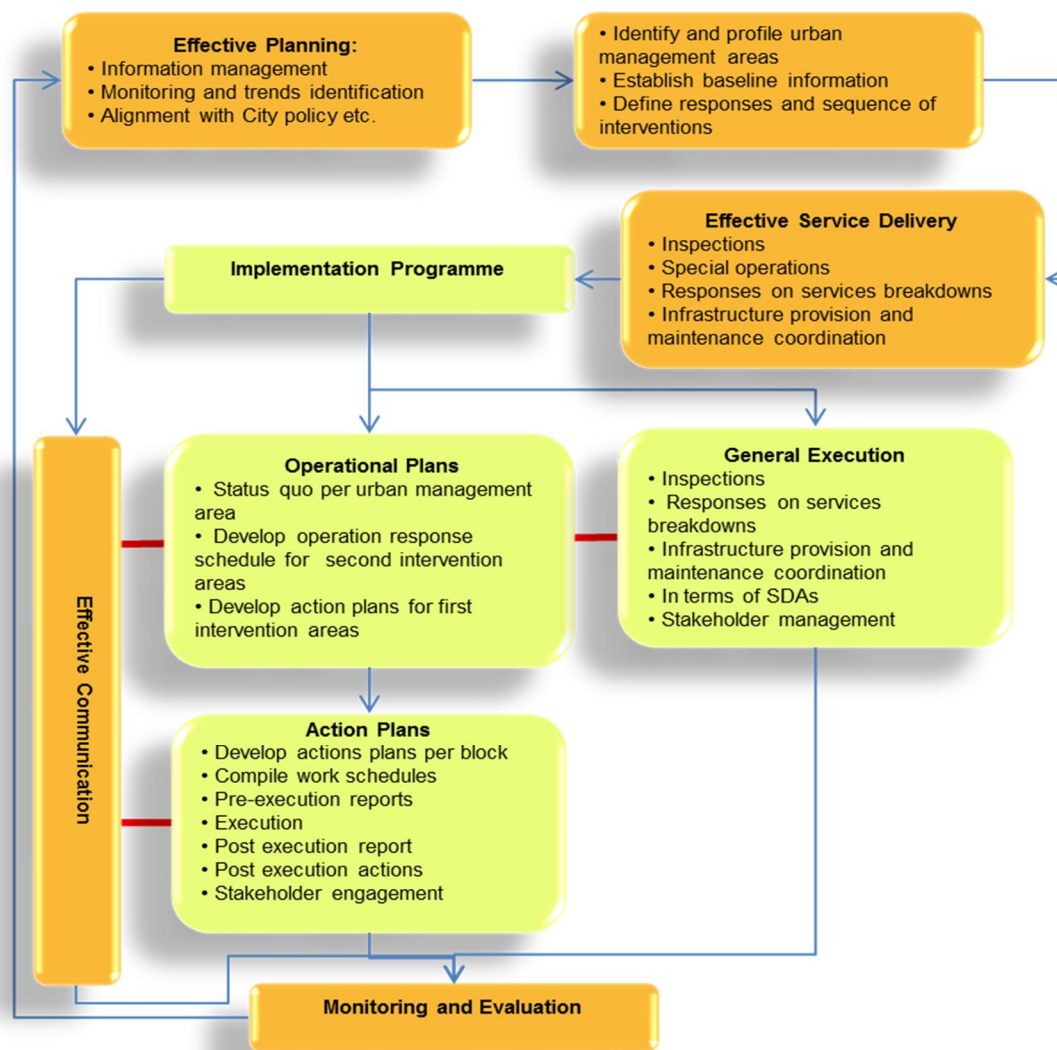 Effective Planning:
• Information management
• Monitoring and trends identification
• Alignment with City policy etc.
• Identify and profile urban
management areas
• Establish baseline information
• Define responses and sequence of
interventions
Effective Service Delivery
• Inspections
• Special operations
• Responses on services breakdowns
• Infrastructure provision and
maintenance coordination
Implementation Programme
Effective Communication
Operational Plans
• Status quo per urban management
area
• Develop operation response
schedule for second intervention
areas
• Develop action plans for first
intervention areas
General Execution
• Inspections
• Responses on services
breakdowns
• Infrastructure provision and
maintenance coordination
• In terms of SDAs
• Stakeholder management
Action Plans
• Develop actions plans per block
• Compile work schedules
• Pre-execution reports
• Execution
• Post execution report
• Post execution actions
• Stakeholder engagement
Monitoring and Evaluation